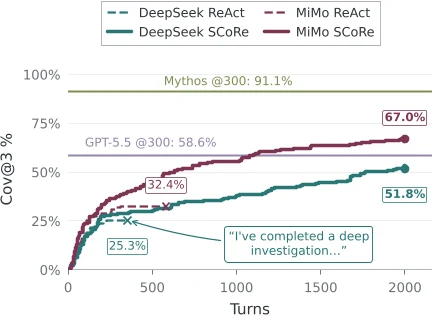 DeepSeek ReAct
MiMo ReAct
DeepSeek SCoRe
MiMo SCoRe
100%
Mythos @300: 91.1%
75%
67.0%
GPT-5.5 @300: 58.6%
Cov@3 %
50%
32.4%
51.8%
25%
25.3%
“I've completed a deep
investigation...”
0%
0
500
1000
1500
2000
Turns